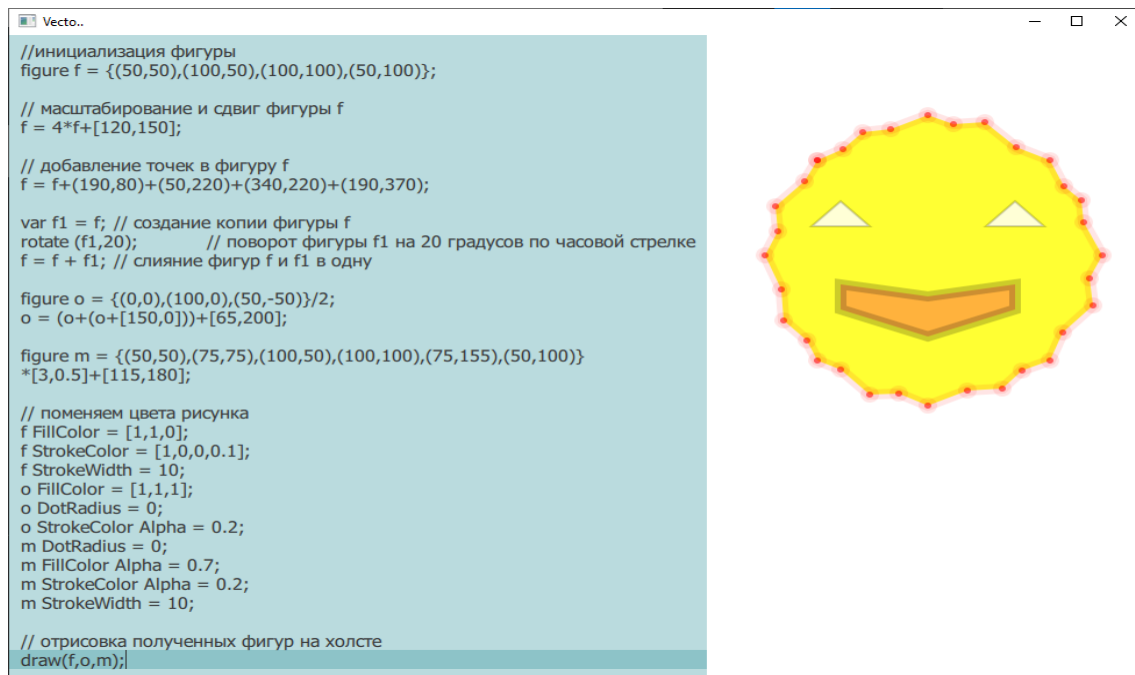 Vecto..
//инициализация фигуры
figure f = {(50,50),(100,50),(100,100),(50,100)};
// масштабирование и сдвиг фигуры f
f = 4*f+[120,150];
// добавление точек в фигуру f
f = f+(190,80)+(50,220)+(340,220)+(190,370);
var f1 = f; // создание копии фигуры f
rotate (f1,20); // поворот фигуры f1 на 20 градусов по часовой стрелке
f = f + f1; // слияние фигур f и f1 в одну
figure o = {(0,0),(100,0),(50,-50)}/2;
o = (o+(o+[150,0]))+[65,200];
figure m = {(50,50),(75,75),(100,50),(100,100),(75,155),(50,100)}
*[3,0.5]+[115,180];
// поменяем цвета рисунка
f FillColor = [1,1,0];
f StrokeColor = [1,0,0,0.1];
f StrokeWidth = 10;
o FillColor = [1,1,1];
o DotRadius = 0;
o StrokeColor Alpha = 0.2;
m DotRadius = 0;
m FillColor Alpha = 0.7;
m StrokeColor Alpha = 0.2;
m StrokeWidth = 10;
// отрисовка полученных фигур на холсте
draw(f,o,m);